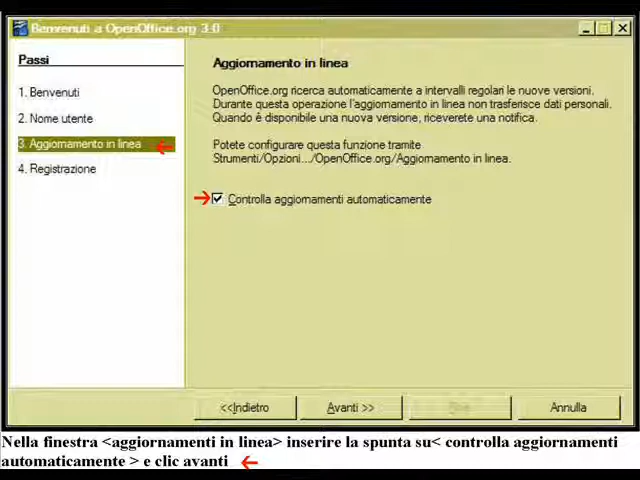 Benvenuti a OpenOffice.org 3.0
Passi
1. Benvenuti
2. Nome utente
3. Aggiornamento in linea
4. Registrazione
Aggiornamento in linea
OpenOffice.org ricerca automaticamente a intervalli regolari le nuove versioni.
Durante questa operazione l'aggiornamento in linea non trasferisce dati personali.
Quando è disponibile una nuova versione, riceverete una notifica.
Potete configurare questa funzione tramite
Strumenti/Opzioni.../OpenOffice.org/Aggiornamento in linea.
Controlla aggiornamenti automaticamente
<<Indietro
Avanti >>
Annulla
Nella finestra <aggiornamenti in linea> inserire la spunta su< controlla aggiornamenti
automaticamente > e clic avanti